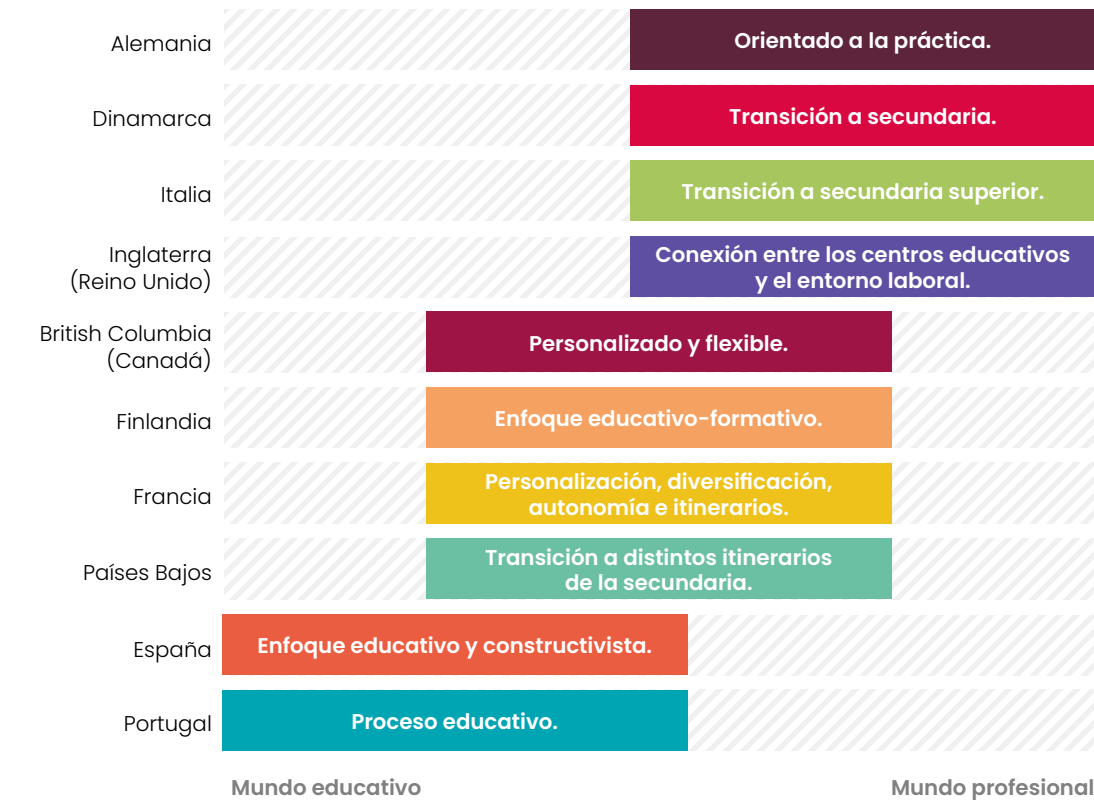 Alemania
Orientado a la práctica.
Dinamarca
Transición a secundaria.
Italia
Transición a secundaria superior.
Inglaterra
(Reino Unido)
Conexión entre los centros educativos
y el entorno laboral.
British Columbia
(Canadá)
Personalizado y flexible.
Finlandia
Enfoque educativo-formativo.
Francia
Personalización, diversificación,
autonomía e itinerarios.
Países Bajos
Transición a distintos itinerarios
de la secundaria.
España
Enfoque educativo y constructivista.
Portugal
Proceso educativo.
Mundo educativo
Mundo profesional